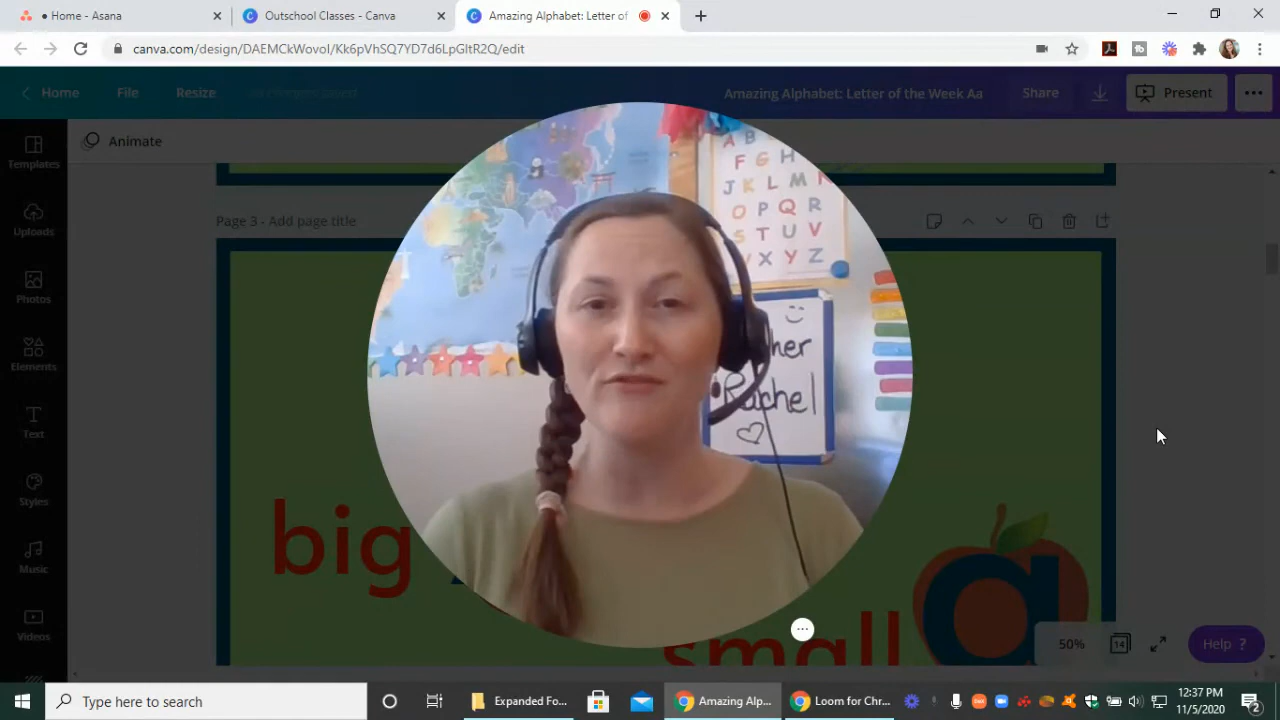 Home - Asana
Outschool Classes - Canva
Amazing Alphabet: Letter of
canva.com/design/DAEMCkWovoI/Kk6pVhSQ7YD7d6LpGltR2Q/edit
Home
File
Resize
Amazing Alphabet: Letter of the Week Aa
Share
Present
Animate
Templates
Uploads
Photos
Elements
Text
Styles
Music
Videos
Page 3 - Add page title
A B
F G H
J K L M
O P Q R
S T U V
X Y Z
Rachel
big
small
a
50%
14
Help ?
Type here to search
Expanded Fo...
Amazing Alp...
Loom for Chr...
12:37 PM
11/5/2020
2